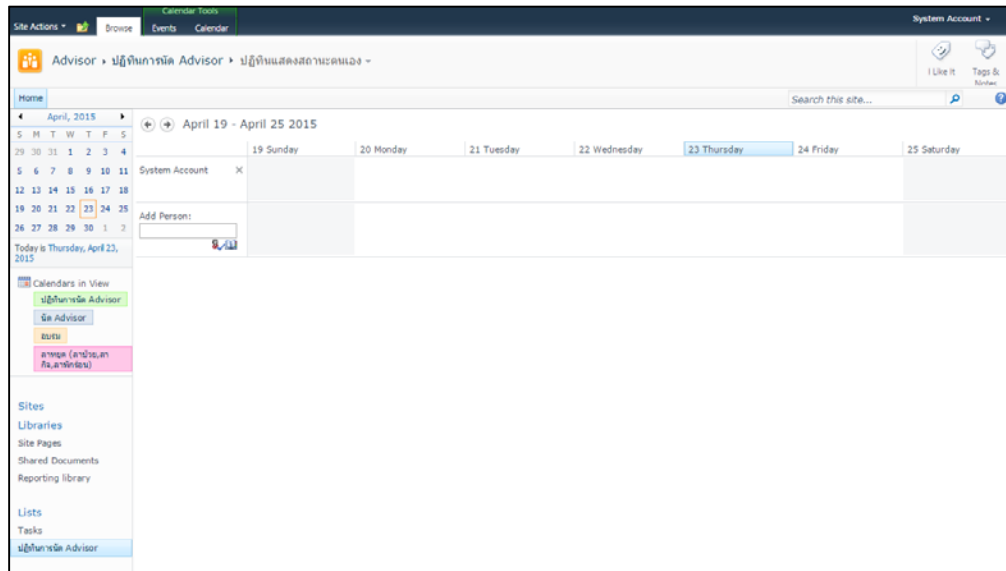 Calendar Tools
Site Actions Browse Events Calendar System Account
Advisor ▸ ปฏิทินการนัด Advisor ▸ ปฏิทินแสดงสถานะตนเอง
I Like It Tags & Notes
Home Search this site...
April, 2015
April 19 - April 25 2015
S M T W T F S
19 Sunday 20 Monday 21 Tuesday 22 Wednesday 23 Thursday 24 Friday 25 Saturday
29 30 31 1 2 3 4
5 6 7 8 9 10 11
System Account
12 13 14 15 16 17 18
19 20 21 22 23 24 25
Add Person:
26 27 28 29 30 1 2
Today is Thursday, April 23,
2015
Calendars in View
ปฏิทินการนัด Advisor
นัด Advisor
อบรม
ลาหยุด (ลาป่วย,ลา
กิจ,ลาพักร้อน)
Sites
Libraries
Site Pages
Shared Documents
Reporting library
Lists
Tasks
ปฏิทินการนัด Advisor